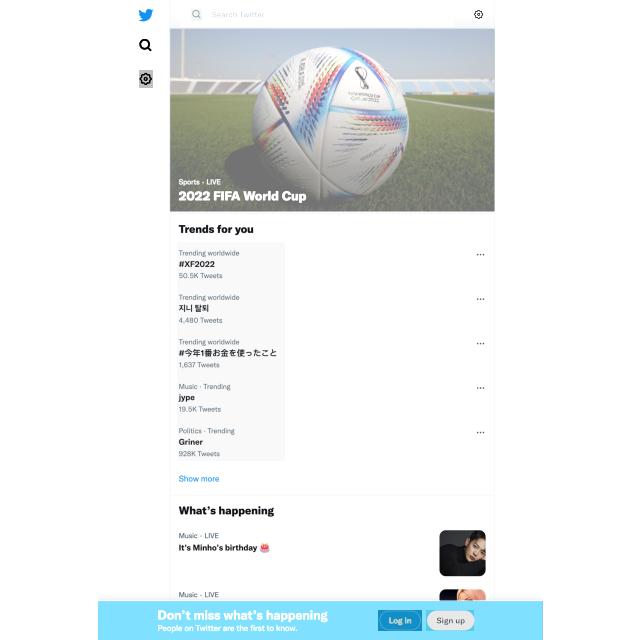 Search Twitter
Sports · LIVE
2022 FIFA World Cup
Trends for you
Trending worldwide
#XF2022
50.5K Tweets
Trending worldwide
지니 탈퇴
4,480 Tweets
Trending worldwide
#今年1番お金を使ったこと
1,637 Tweets
Music · Trending
jype
19.5K Tweets
Politics · Trending
Griner
928K Tweets
Show more
What's happening
Music · LIVE
It's Minho's birthday 🎂
Music · LIVE
Don't miss what's happening
People on Twitter are the first to know.
Log in
Sign up